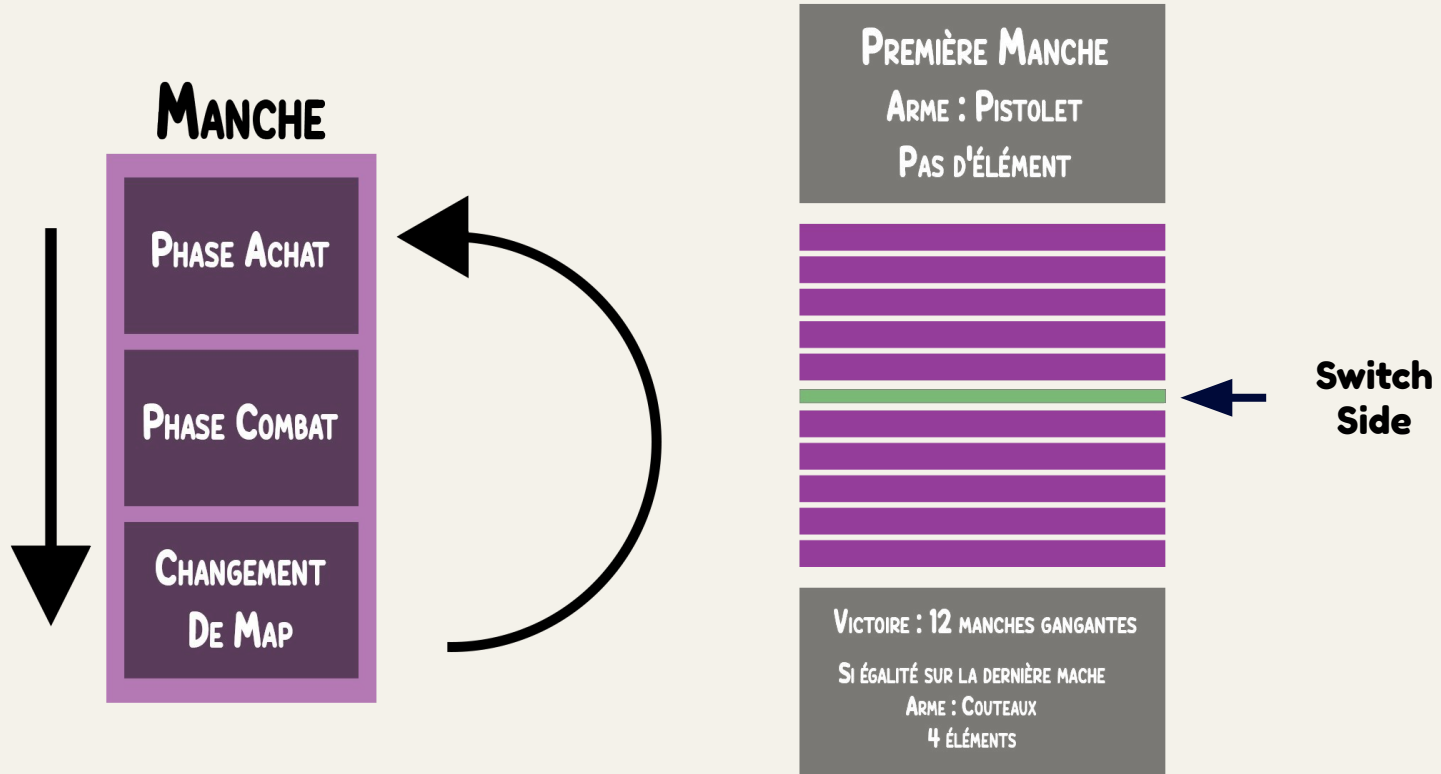 Manche
Phase Achat
Phase Combat
Changement
De Map
Première Manche
Arme : Pistolet
Pas d'élément
Switch
Side
Victoire : 12 manches gangantes
Si égalité sur la dernière mache
Arme : Couteaux
4 éléments